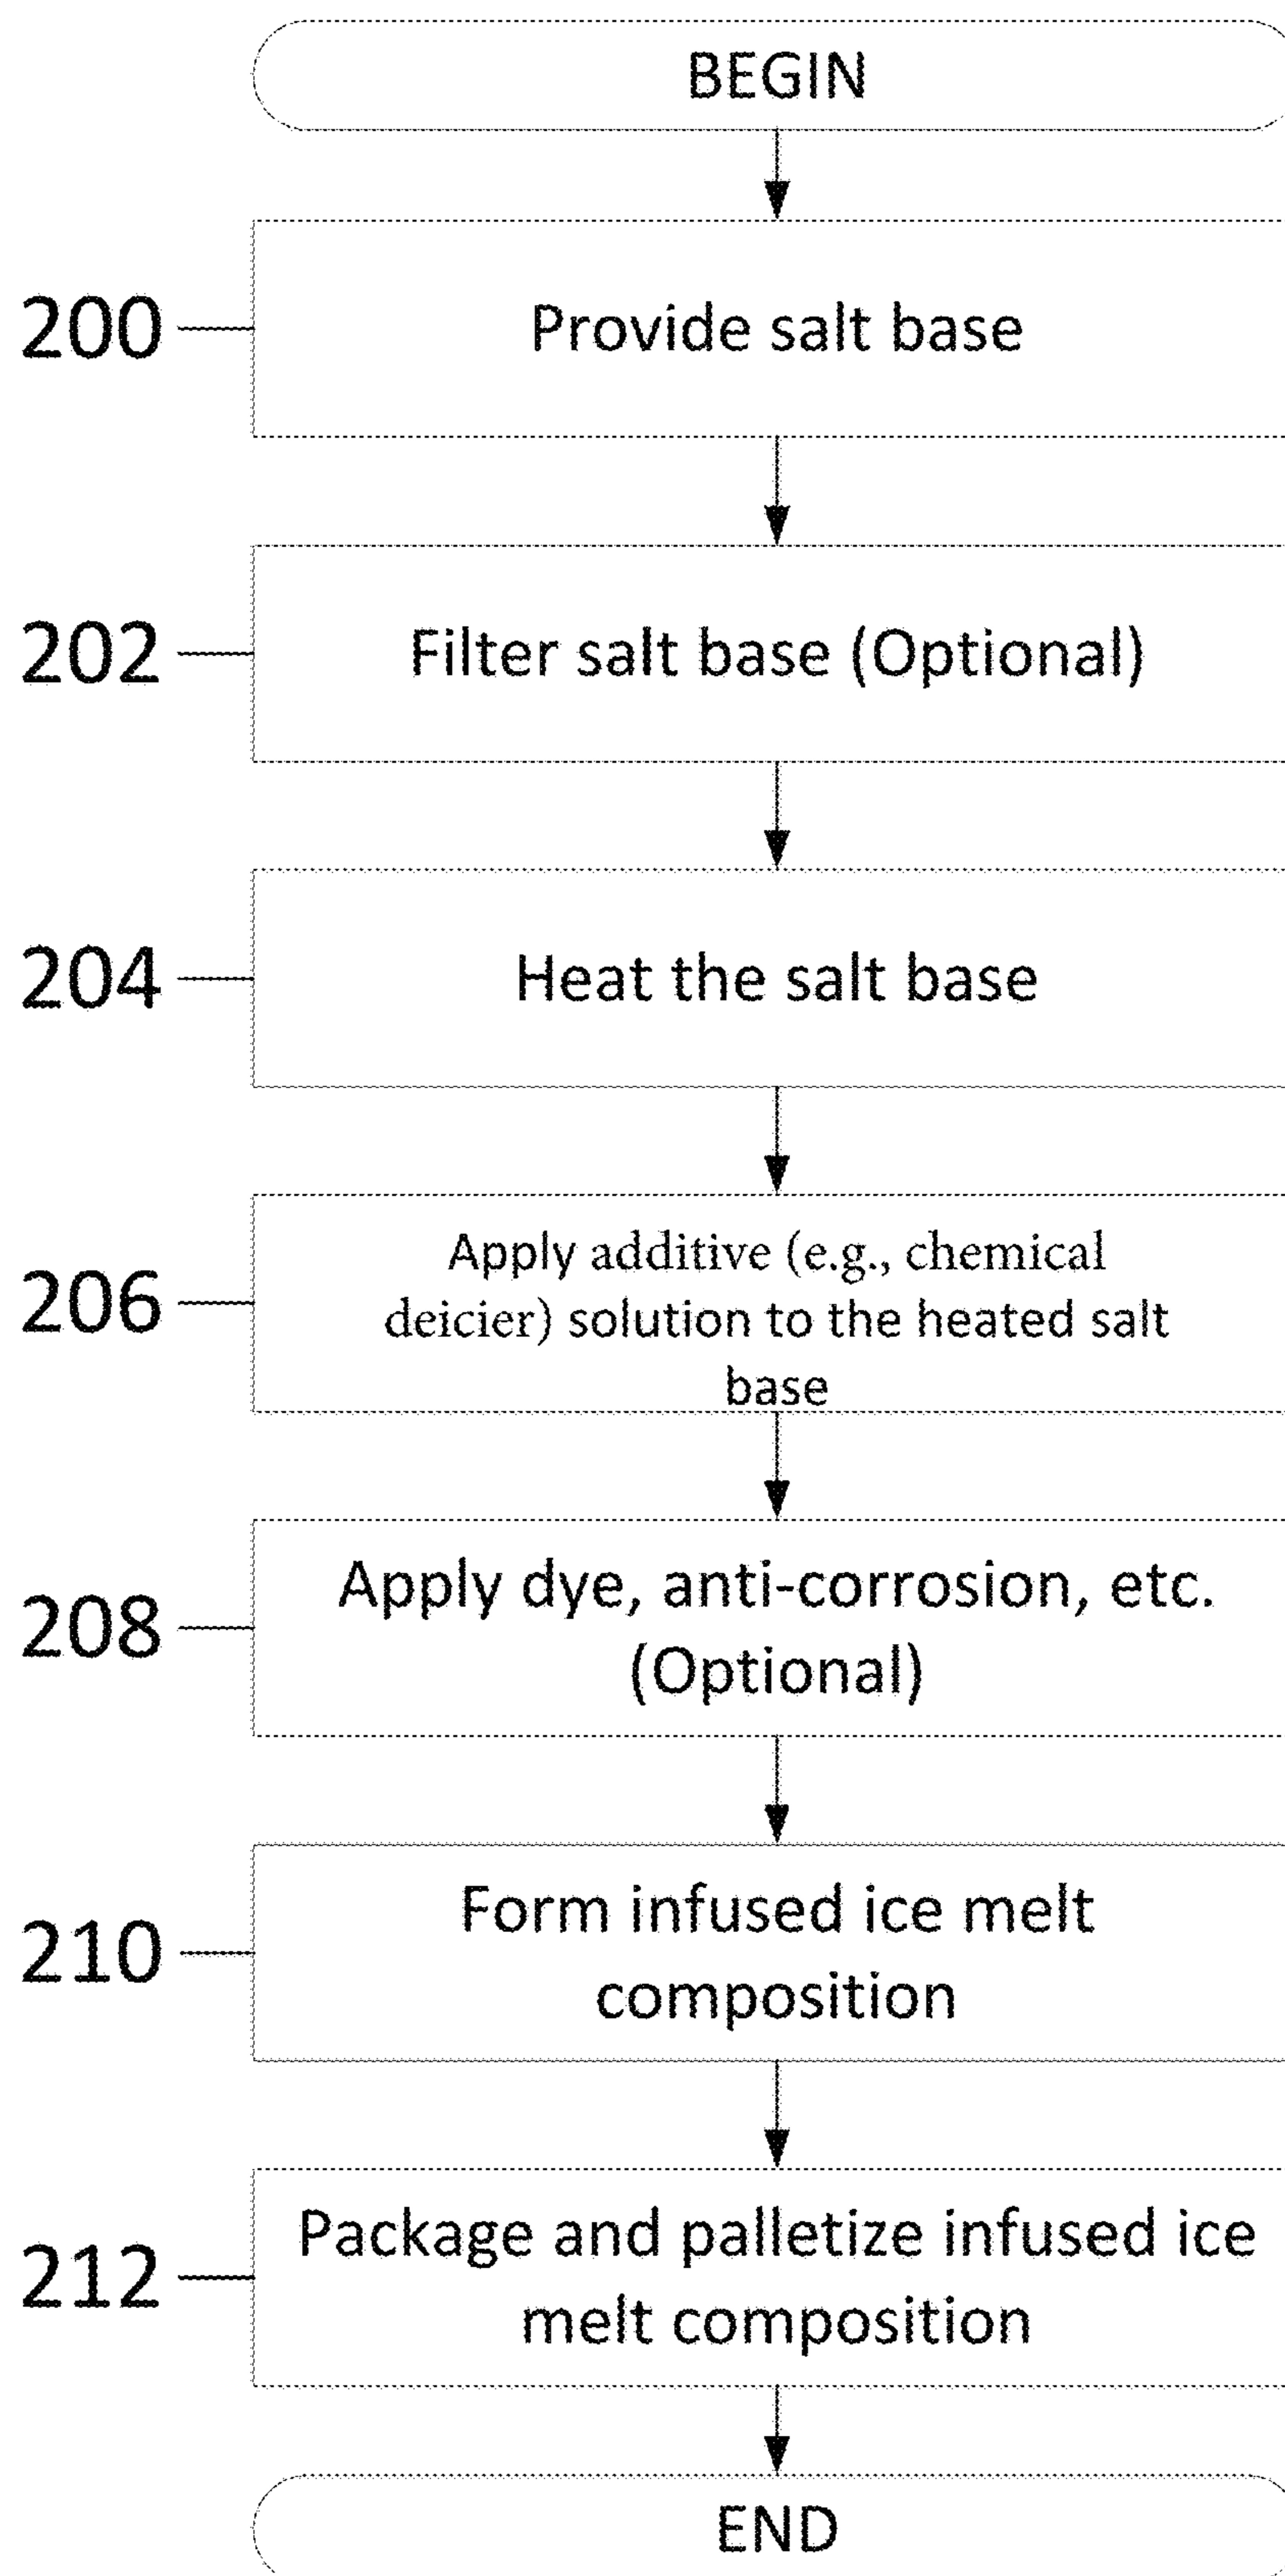 BEGIN
200
Provide salt base
202
Filter salt base (Optional)
204
Heat the salt base
206
Apply additive (e.g., chemical
deicier) solution to the heated salt
base
208
Apply dye, anti-corrosion, etc.
(Optional)
210
Form infused ice melt
composition
212
Package and palletize infused ice
melt composition
END